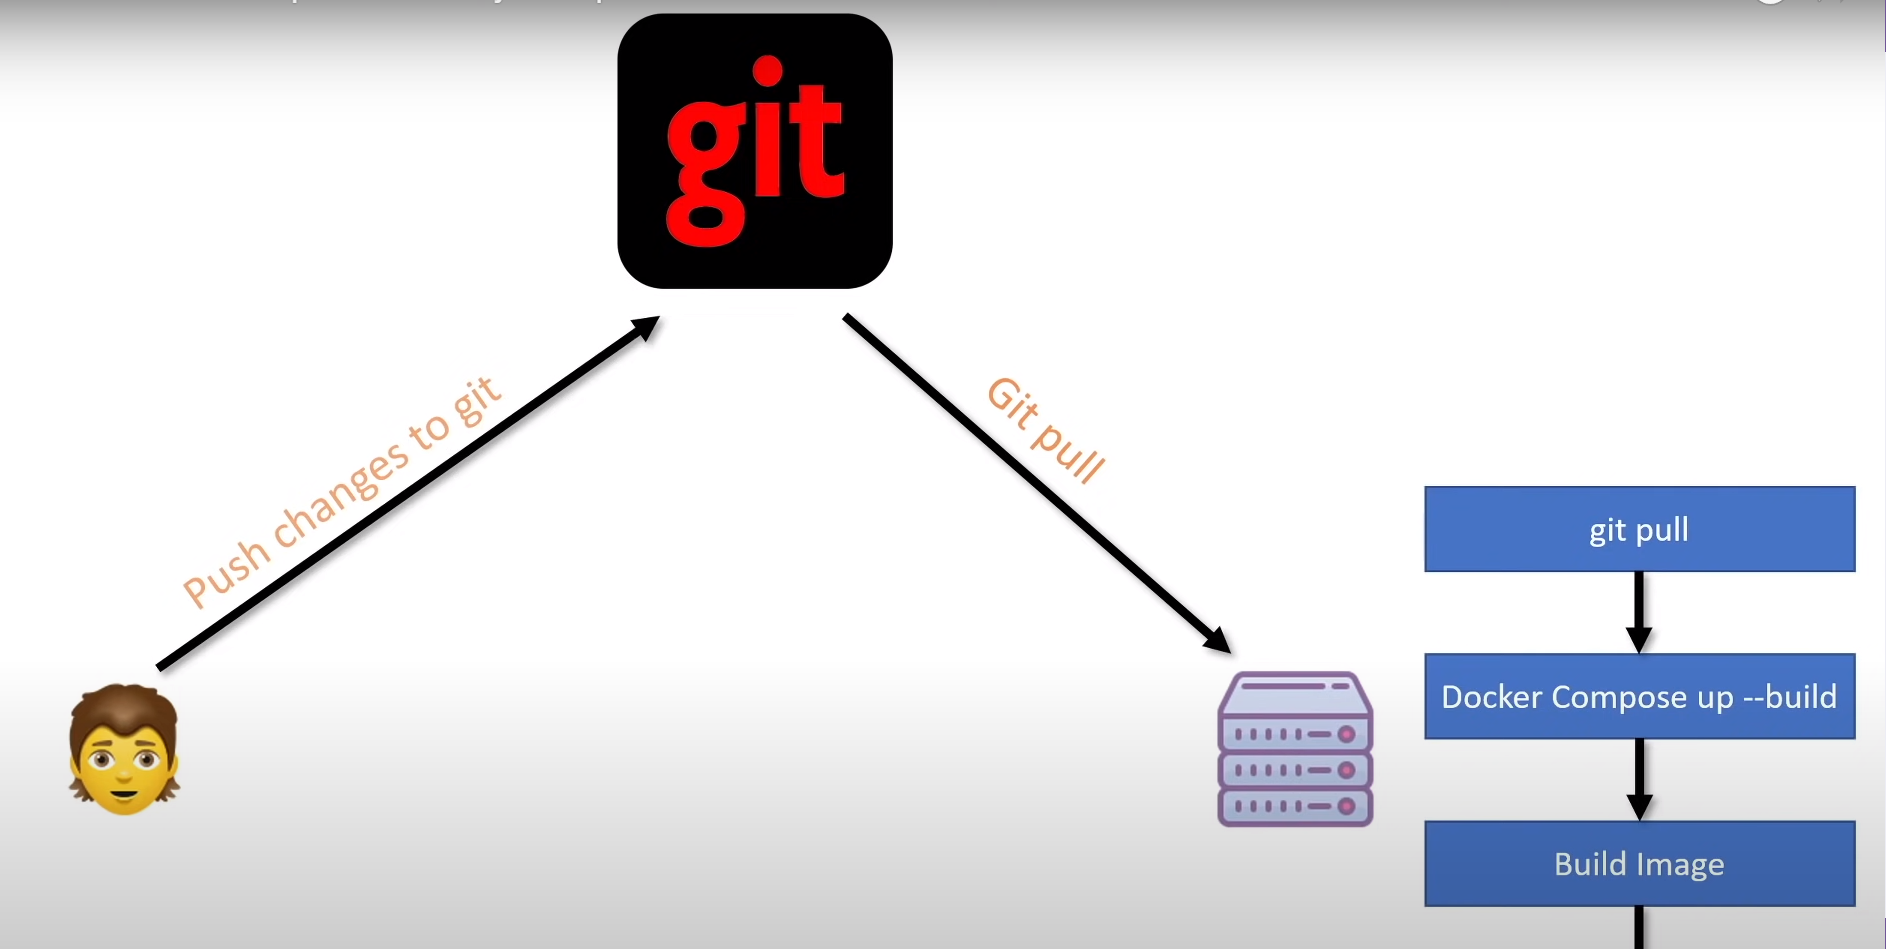 git
Push changes to git
Git pull
git pull
Docker Compose up --build
Build Image